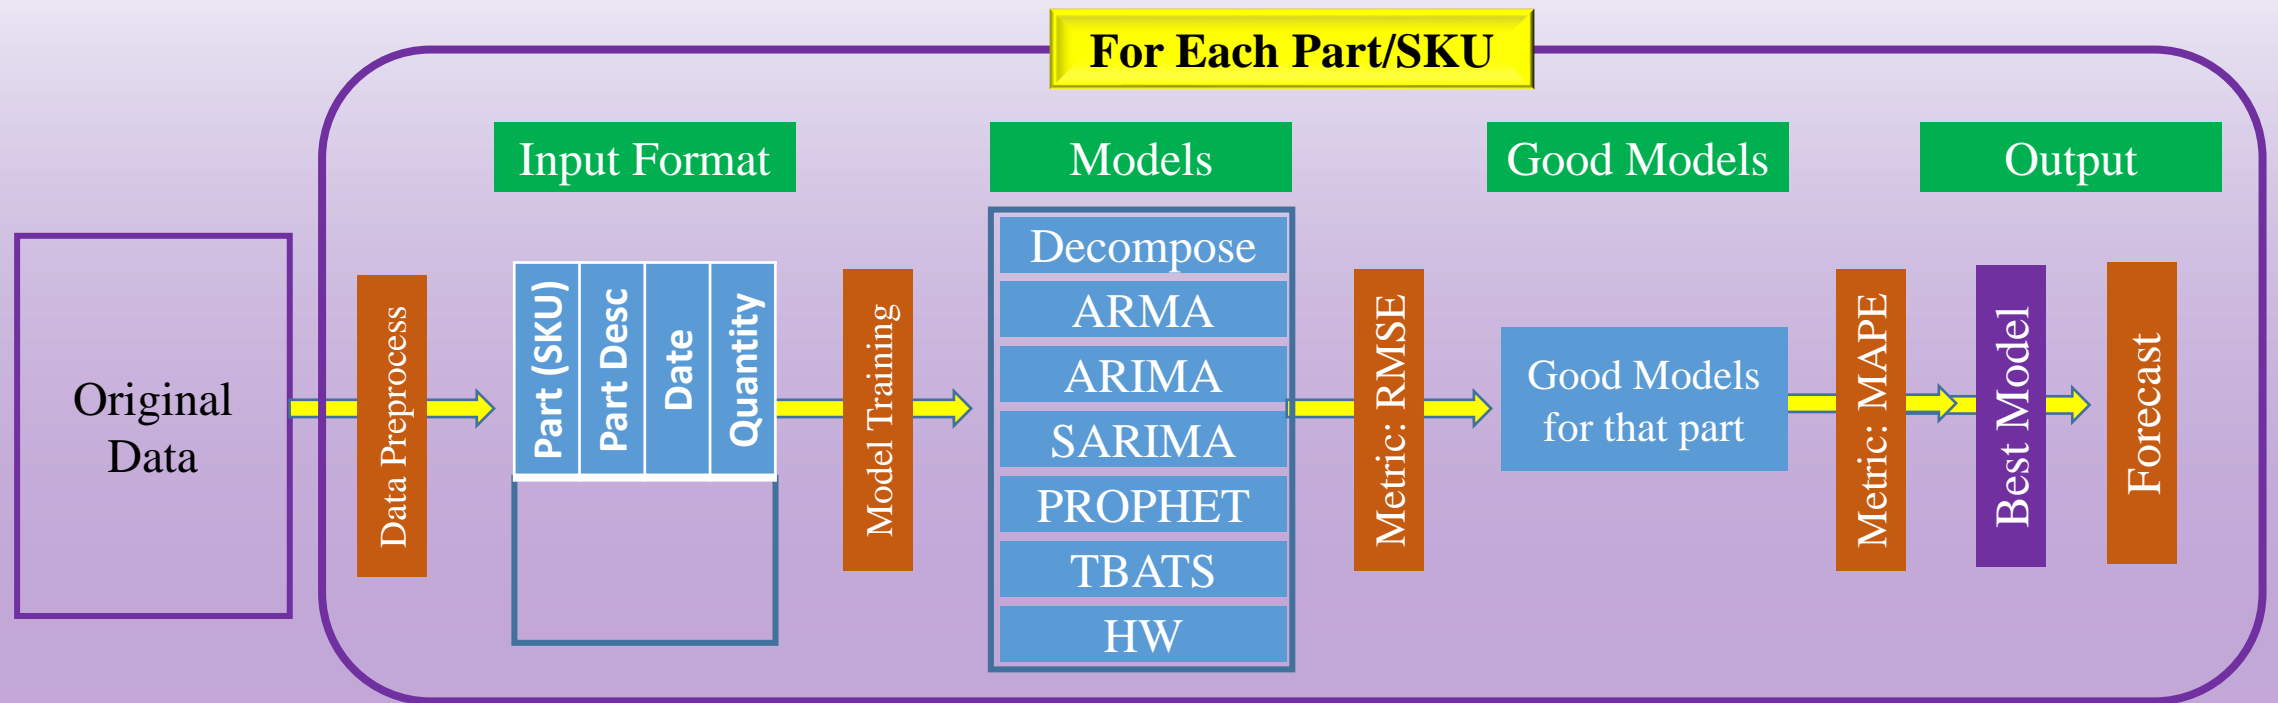 For Each Part/SKU
Input Format
Models
Good Models
Output
Original
Data
Data Preprocess
Part (SKU)
Part Desc
Date
Quantity
Model Training
Decompose
ARMA
ARIMA
SARIMA
PROPHET
TBATS
HW
Metric: RMSE
Good Models
for that part
Metric: MAPE
Best Model
Forecast